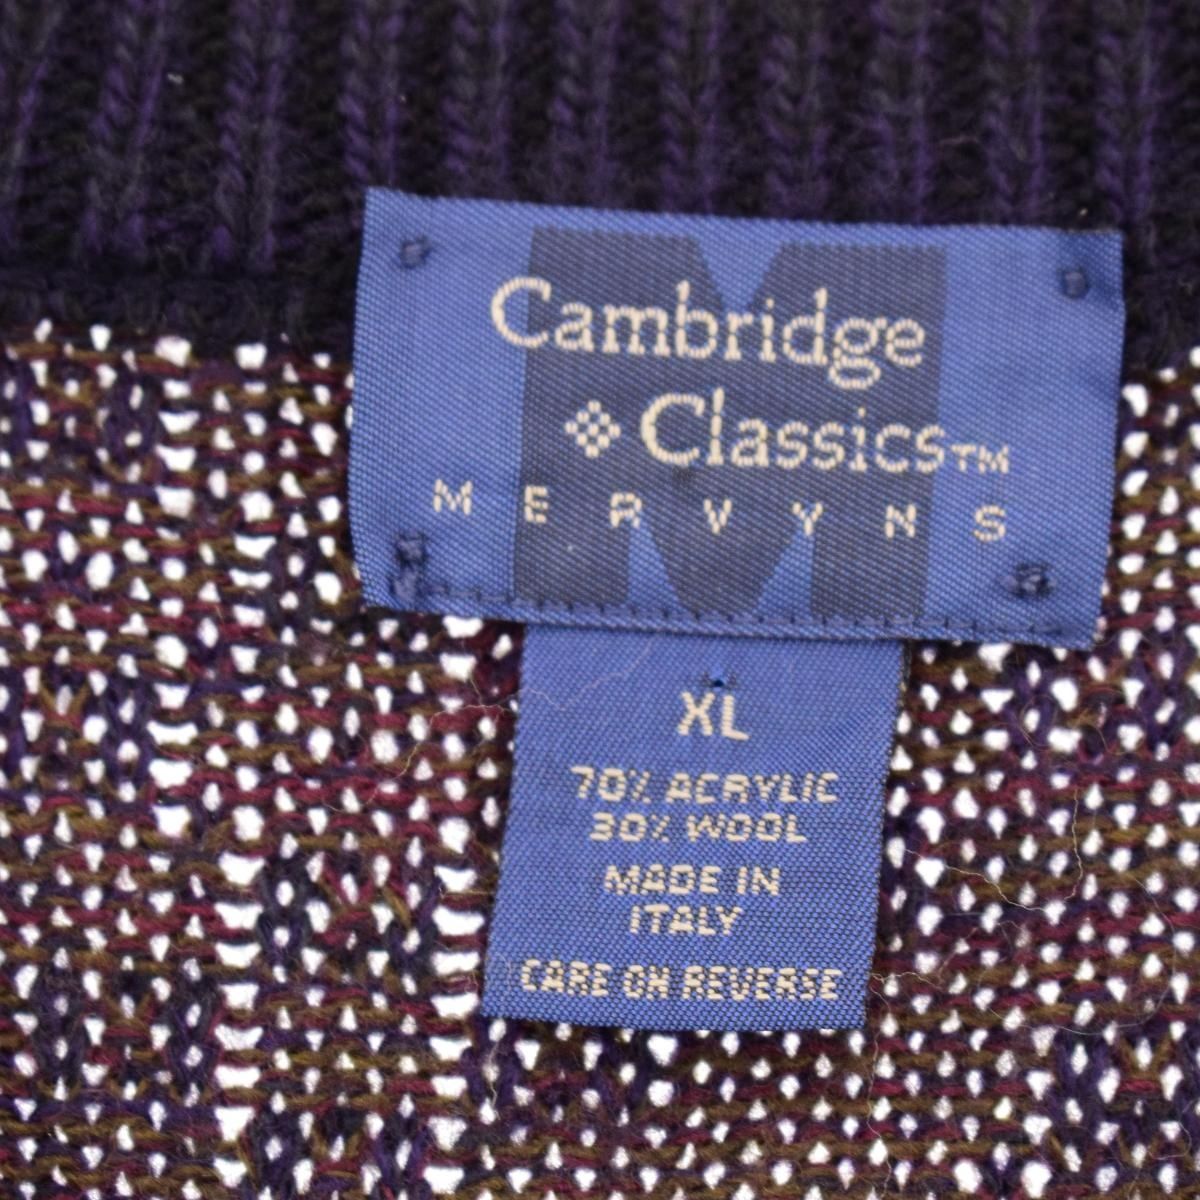 Cambridge
Classics™
MERVYNS
XL
70% ACRYLIC
30% WOOL
MADE IN
ITALY
CARE ON REVERSE